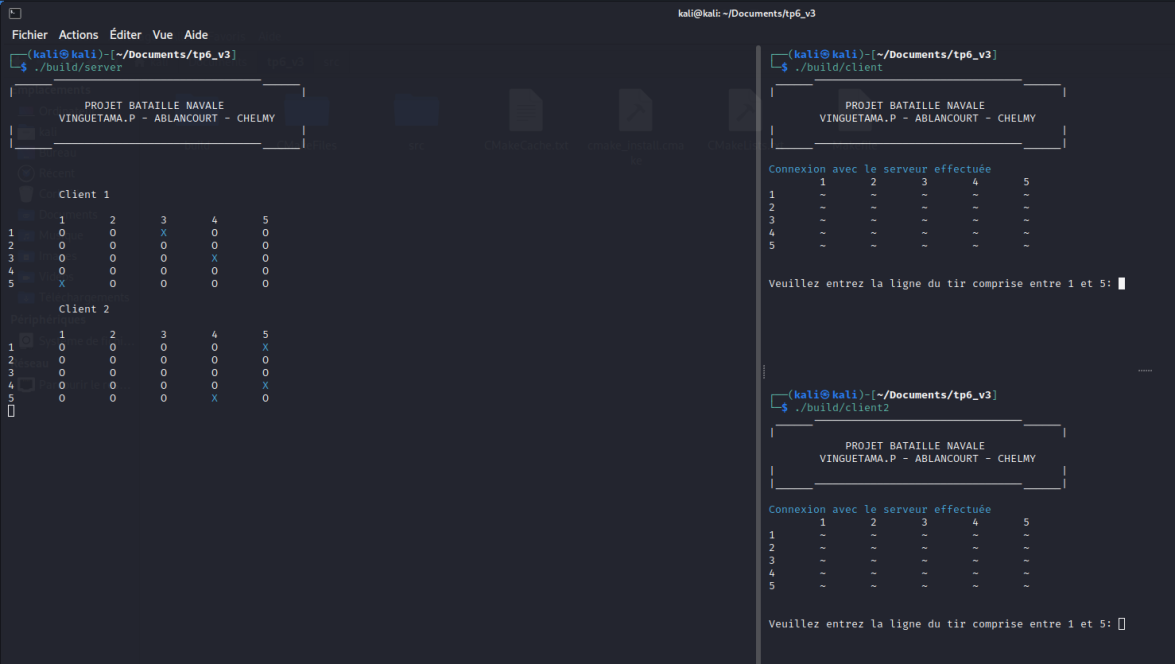 kali@kali: ~/Documents/tp6_v3
Fichier Actions Éditer Vue Aide
┌──(kali㉿kali)-[~/Documents/tp6_v3]
└─$ ./build/server
PROJET BATAILLE NAVALE
VINGUETAMA.P - ABLANCOURT - CHELMY
Client 1
1 2 3 4 5
1 0 0 X 0 0
2 0 0 0 0 0
3 0 0 0 X 0
4 0 0 0 0 0
5 X 0 0 0 0
Client 2
1 2 3 4 5
1 0 0 0 0 X
2 0 0 0 0 0
3 0 0 0 0 0
4 0 0 0 0 X
5 0 0 0 X 0
┌──(kali㉿kali)-[~/Documents/tp6_v3]
└─$ ./build/client
PROJET BATAILLE NAVALE
VINGUETAMA.P - ABLANCOURT - CHELMY
Connexion avec le serveur effectuée
1 2 3 4 5
1 ~ ~ ~ ~ ~
2 ~ ~ ~ ~ ~
3 ~ ~ ~ ~ ~
4 ~ ~ ~ ~ ~
5 ~ ~ ~ ~ ~
Veuillez entrez la ligne du tir comprise entre 1 et 5:
┌──(kali㉿kali)-[~/Documents/tp6_v3]
└─$ ./build/client2
PROJET BATAILLE NAVALE
VINGUETAMA.P - ABLANCOURT - CHELMY
Connexion avec le serveur effectuée
1 2 3 4 5
1 ~ ~ ~ ~ ~
2 ~ ~ ~ ~ ~
3 ~ ~ ~ ~ ~
4 ~ ~ ~ ~ ~
5 ~ ~ ~ ~ ~
Veuillez entrez la ligne du tir comprise entre 1 et 5: